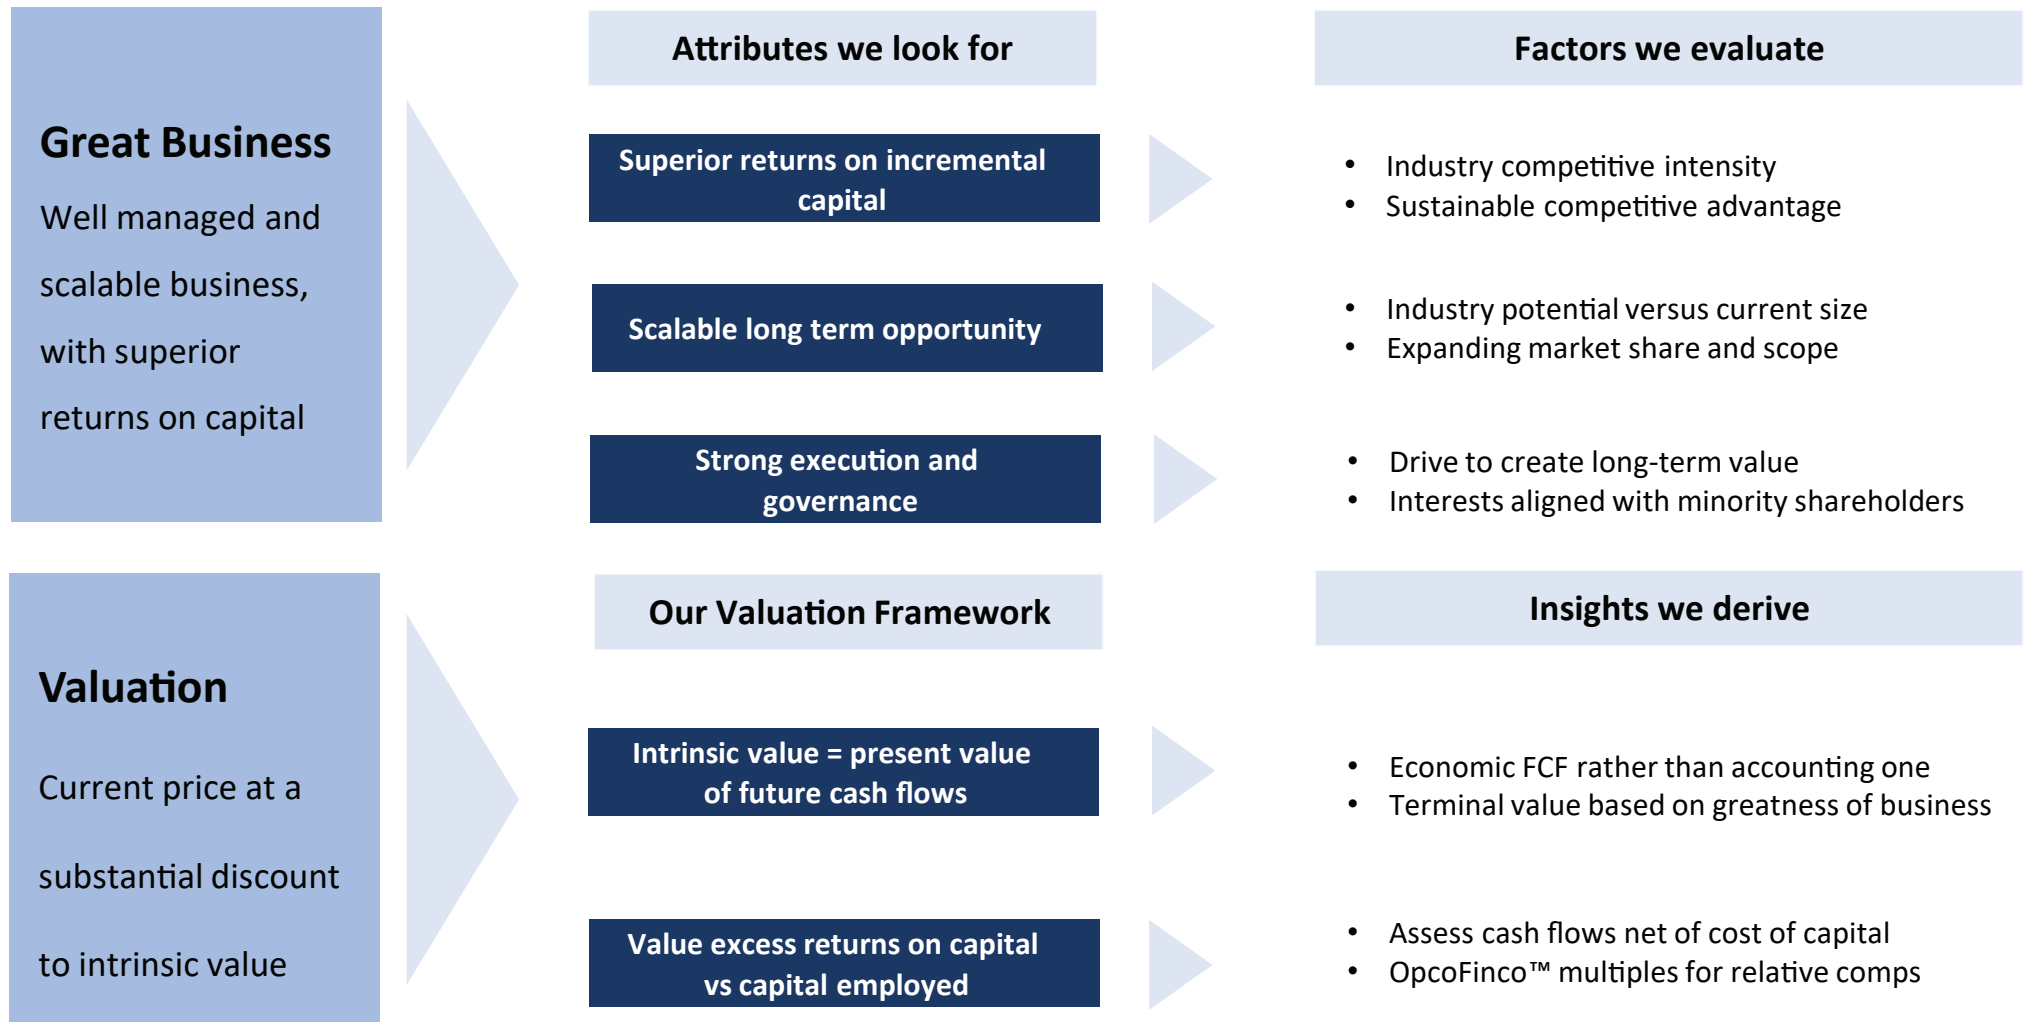 Great Business
Well managed and
scalable business,
with superior
returns on capital
Attributes we look for
Factors we evaluate
Superior returns on incremental
capital
• Industry competitive intensity
• Sustainable competitive advantage
Scalable long term opportunity
• Industry potential versus current size
• Expanding market share and scope
Strong execution and
governance
• Drive to create long-term value
• Interests aligned with minority shareholders
Valuation
Current price at a
substantial discount
to intrinsic value
Our Valuation Framework
Insights we derive
Intrinsic value = present value
of future cash flows
• Economic FCF rather than accounting one
• Terminal value based on greatness of business
Value excess returns on capital
vs capital employed
• Assess cash flows net of cost of capital
• OpcoFinco™ multiples for relative comps